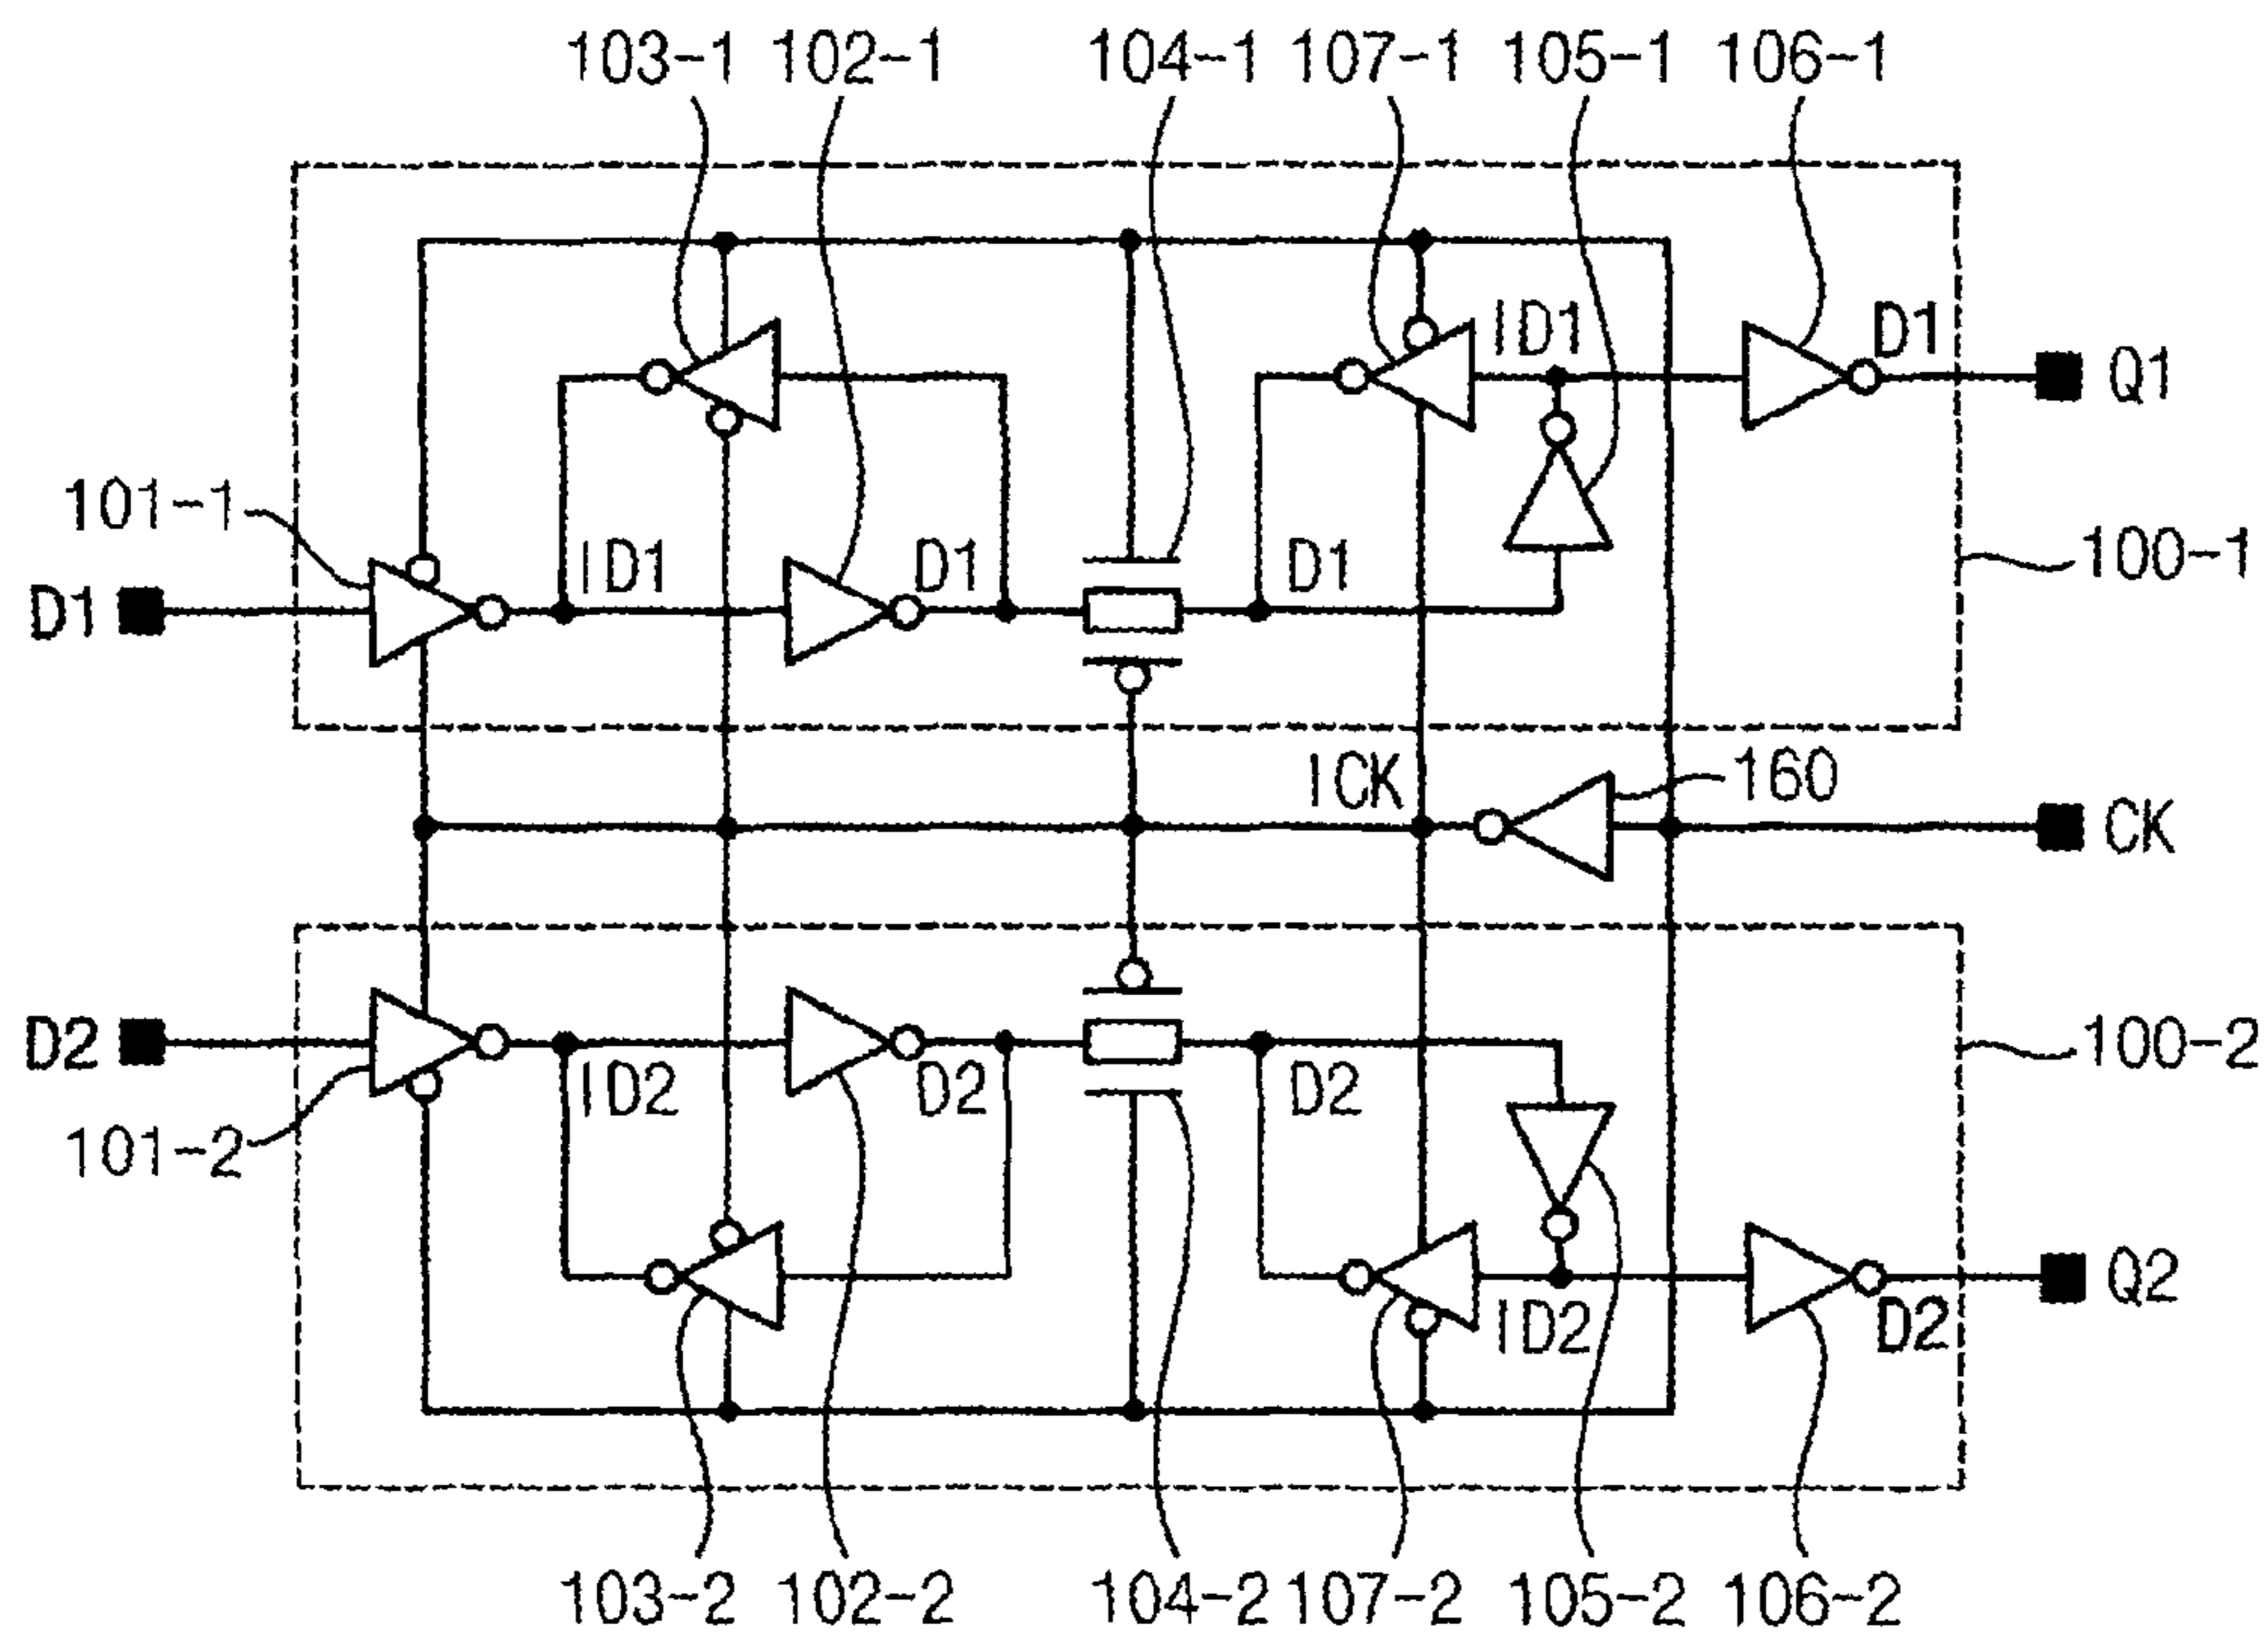 103-1 102-1 104-1 107-1 105-1 106-1
ID1 D1 Q1
101-1
ID1 D1 D1 100-1
D1
ICK 160
CK
D2 100-2
ID2 D2 D2
101-2
Q2
ID2 D2
103-2 102-2 104-2 107-2 105-2 106-2